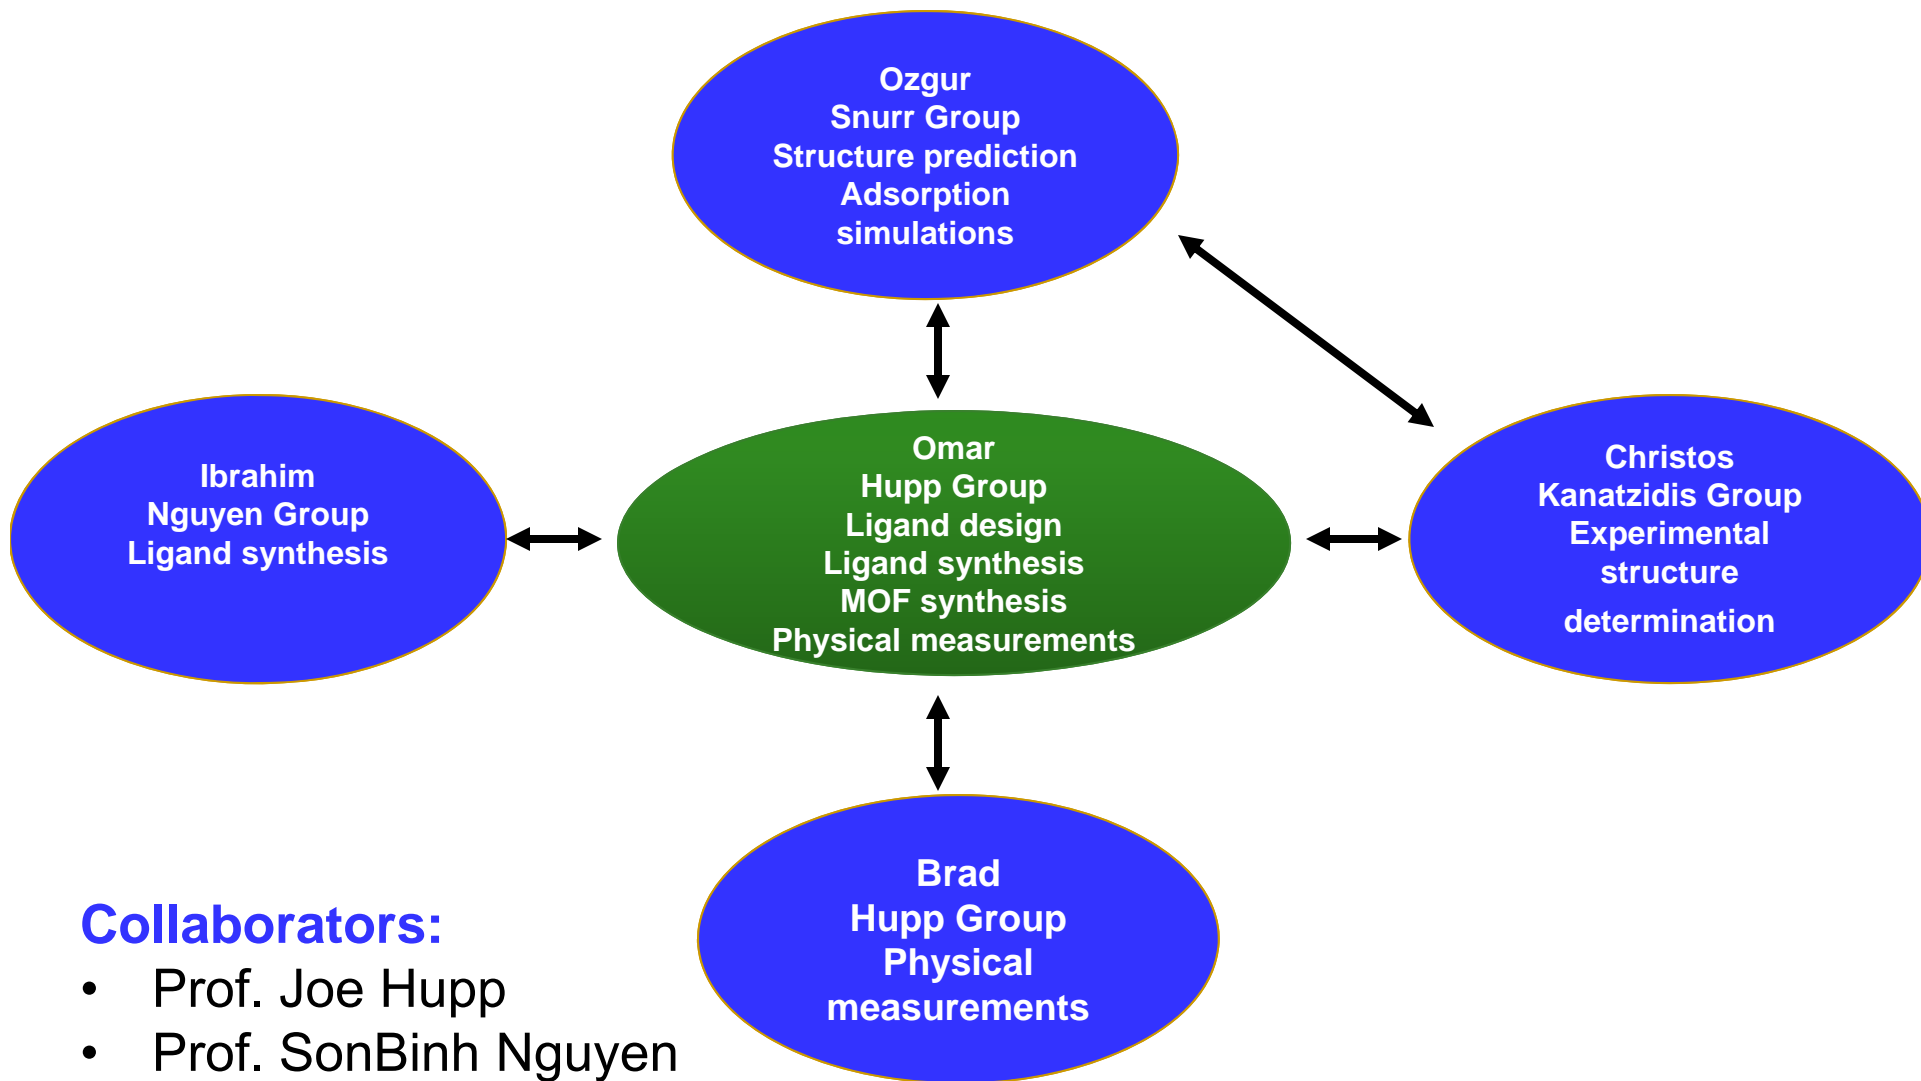 Ozgur
Snurr Group
Structure prediction
Adsorption
simulations
Ibrahim
Nguyen Group
Ligand synthesis
Omar
Hupp Group
Ligand design
Ligand synthesis
MOF synthesis
Physical measurements
Christos
Kanatzidis Group
Experimental
structure
determination
Brad
Hupp Group
Physical
measurements
Collaborators:
• Prof. Joe Hupp
• Prof. SonBinh Nguyen